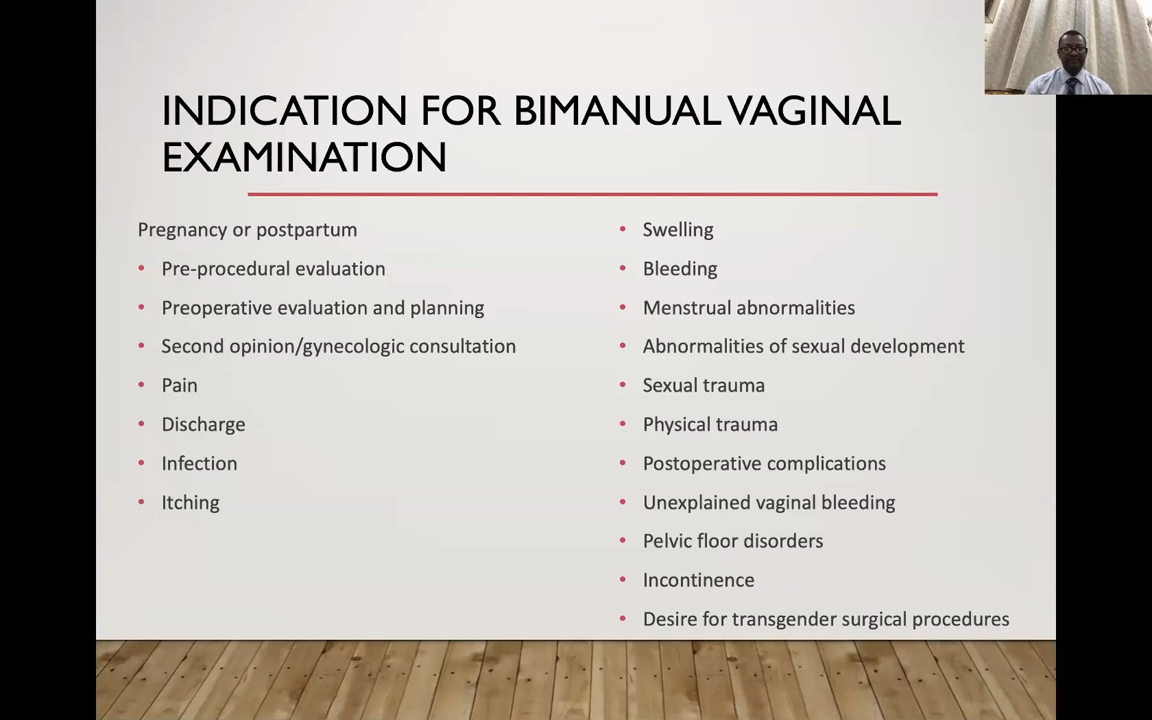 INDICATION FOR BIMANUAL VAGINAL
EXAMINATION
Pregnancy or postpartum
• Pre-procedural evaluation
• Preoperative evaluation and planning
• Second opinion/gynecologic consultation
• Pain
• Discharge
• Infection
• Itching
• Swelling
• Bleeding
• Menstrual abnormalities
• Abnormalities of sexual development
• Sexual trauma
• Physical trauma
• Postoperative complications
• Unexplained vaginal bleeding
• Pelvic floor disorders
• Incontinence
• Desire for transgender surgical procedures